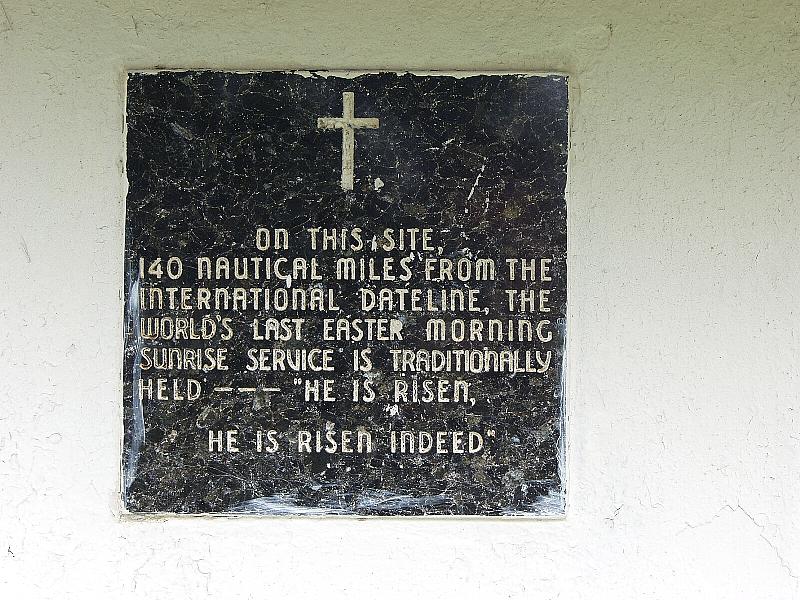 ON THIS SITE,
140 NAUTICAL MILES FROM THE
INTERNATIONAL DATELINE, THE
WORLD'S LAST EASTER MORNING
SUNRISE SERVICE IS TRADITIONALLY
HELD --- "HE IS RISEN,
HE IS RISEN INDEED"